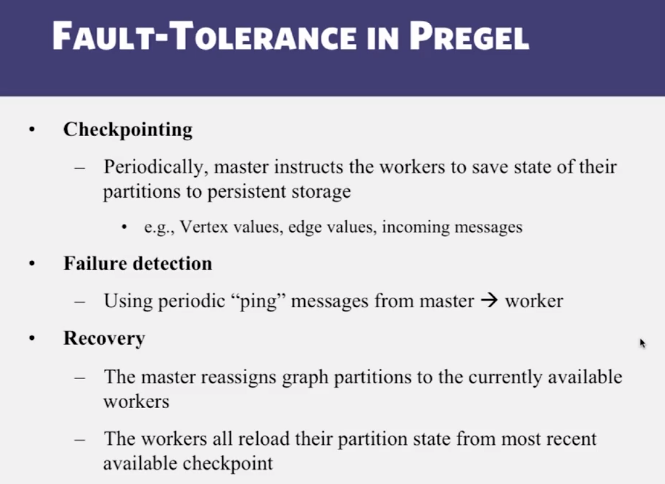 FAULT-TOLERANCE IN PREGEL
• Checkpointing
– Periodically, master instructs the workers to save state of their
partitions to persistent storage
• e.g., Vertex values, edge values, incoming messages
• Failure detection
– Using periodic “ping” messages from master → worker
• Recovery
– The master reassigns graph partitions to the currently available
workers
– The workers all reload their partition state from most recent
available checkpoint